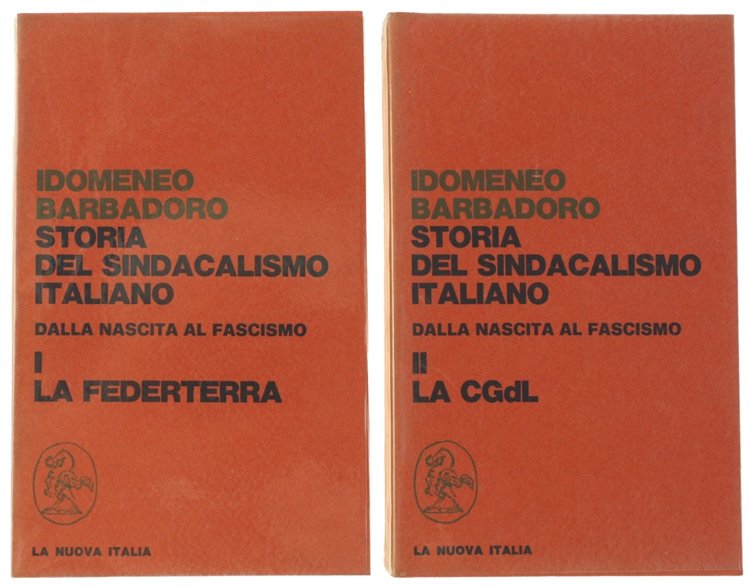 IDOMENEO
BARBADORO
STORIA
DEL SINDACALISMO
ITALIANO
DALLA NASCITA AL FASCISMO
I
LA FEDERTERRA
LA NUOVA ITALIA
IDOMENEO
BARBADORO
STORIA
DEL SINDACALISMO
ITALIANO
DALLA NASCITA AL FASCISMO
II
LA CGdL
LA NUOVA ITALIA